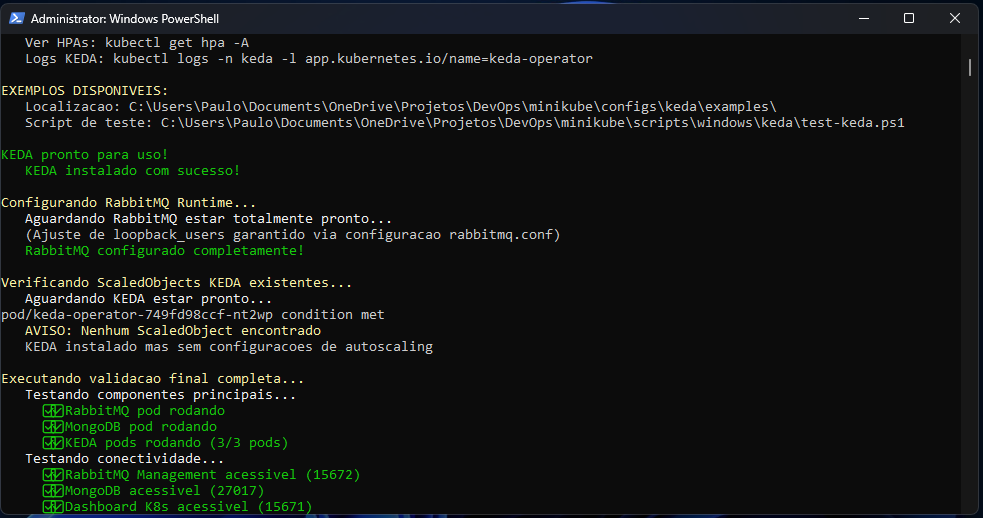 Administrator: Windows PowerShell
Ver HPAs: kubectl get hpa -A
Logs KEDA: kubectl logs -n keda -l app.kubernetes.io/name=keda-operator
EXEMPLOS DISPONIVEIS:
Localizacao: C:\Users\Paulo\Documents\OneDrive\Projetos\DevOps\minikube\configs\keda\examples\
Script de teste: C:\Users\Paulo\Documents\OneDrive\Projetos\DevOps\minikube\scripts\windows\keda\test-keda.ps1
KEDA pronto para uso!
KEDA instalado com sucesso!
Configurando RabbitMQ Runtime...
Aguardando RabbitMQ estar totalmente pronto...
(Ajuste de loopback_users garantido via configuracao rabbitmq.conf)
RabbitMQ configurado completamente!
Verificando ScaledObjects KEDA existentes...
Aguardando KEDA estar pronto...
pod/keda-operator-749fd98ccf-nt2wp condition met
AVISO: Nenhum ScaledObject encontrado
KEDA instalado mas sem configuracoes de autoscaling
Executando validacao final completa...
Testando componentes principais...
RabbitMQ pod rodando
MongoDB pod rodando
KEDA pods rodando (3/3 pods)
Testando conectividade...
RabbitMQ Management acessivel (15672)
MongoDB acessivel (27017)
Dashboard K8s acessivel (15671)